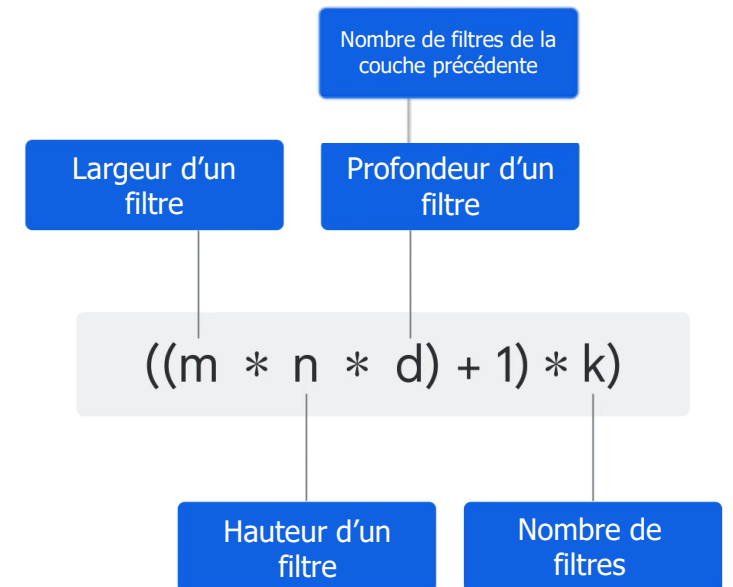 Nombre de filtres de la
couche précédente
Largeur d’un
filtre
Profondeur d’un
filtre
((m * n * d) + 1) * k)
Hauteur d’un
filtre
Nombre de
filtres